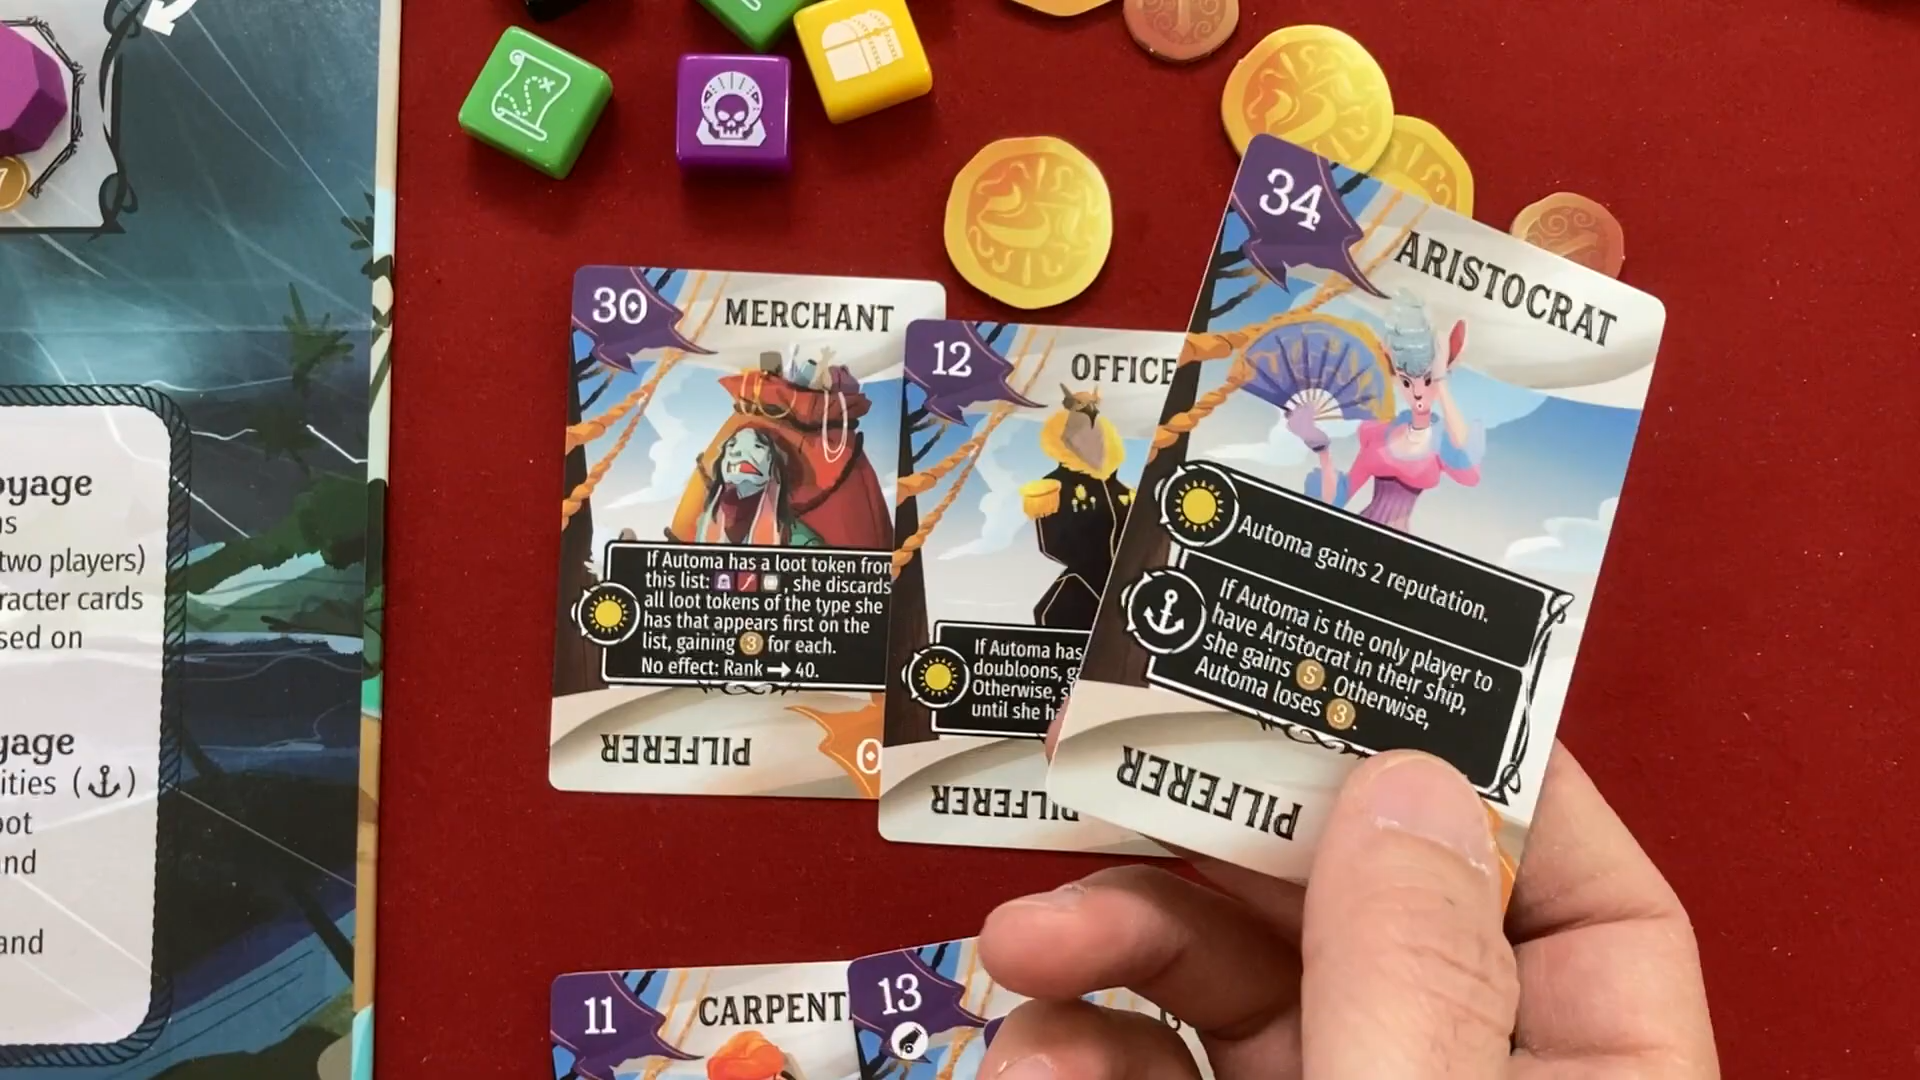 oyage
ns
two players)
racter cards
sed on
yage
ities ( )
oot
and
and
30
MERCHANT
If Automa has a loot token from
this list: , she discards
all loot tokens of the type she
has that appears first on the
list, gaining 3 for each.
No effect: Rank → 40.
PILFERER
0
12
OFFICE
If Automa has
doubloons, g
Otherwise, s
until she h
PILFERER
34
ARISTOCRAT
Automa gains 2 reputation.
If Automa is the only player to
have Aristocrat in their ship,
she gains 5. Otherwise,
Automa loses 3.
PILFERER
11
CARPENT
13